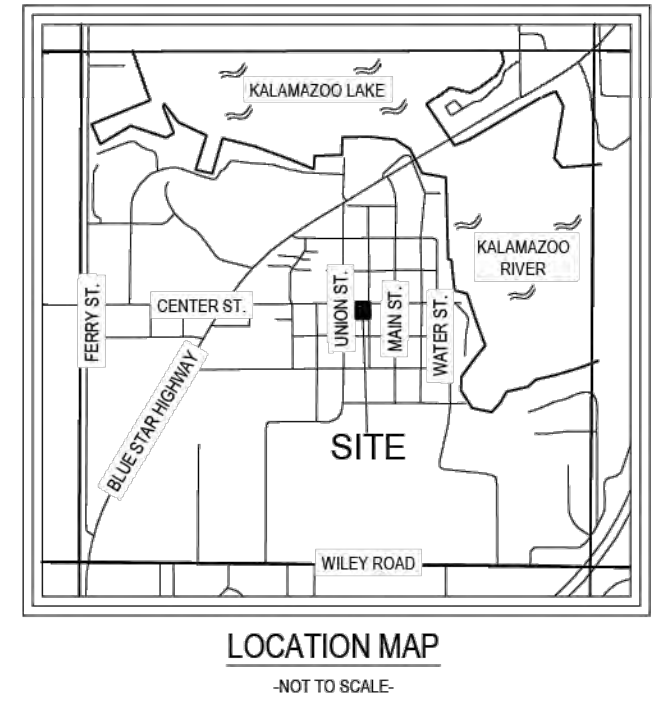 KALAMAZOO LAKE
KALAMAZOO
RIVER
FERRY ST.
CENTER ST.
UNION ST.
MAIN ST.
WATER ST.
BLUE STAR HIGHWAY
SITE
WILEY ROAD
LOCATION MAP
-NOT TO SCALE-